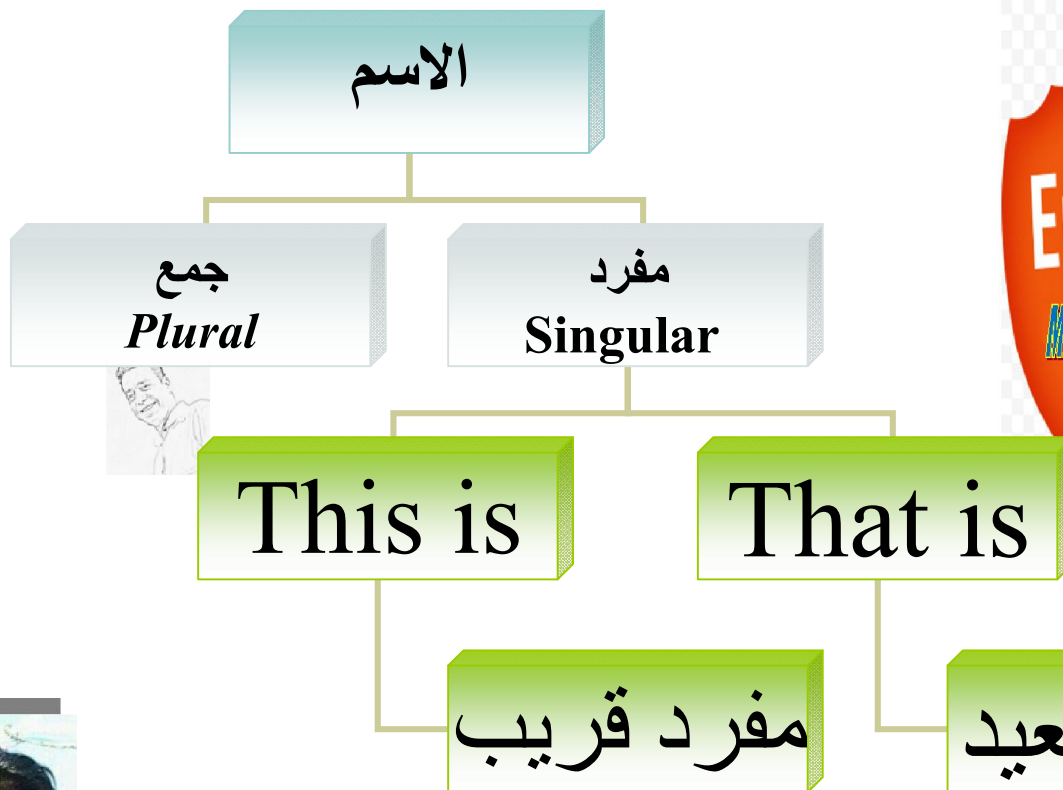 الاسم
جمع
Plural
مفرد
Singular
This is
That is
مفرد قريب